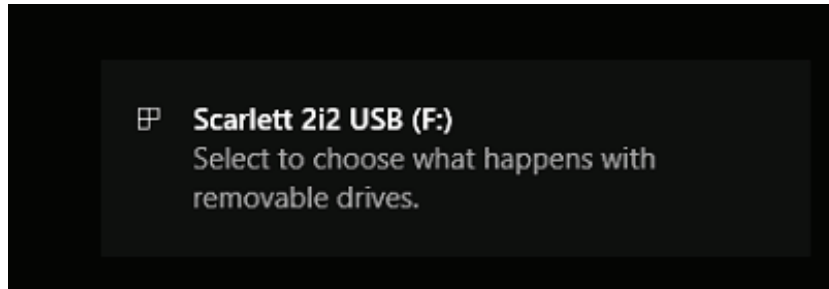 Scarlett 2i2 USB (F:)
Select to choose what happens with
removable drives.